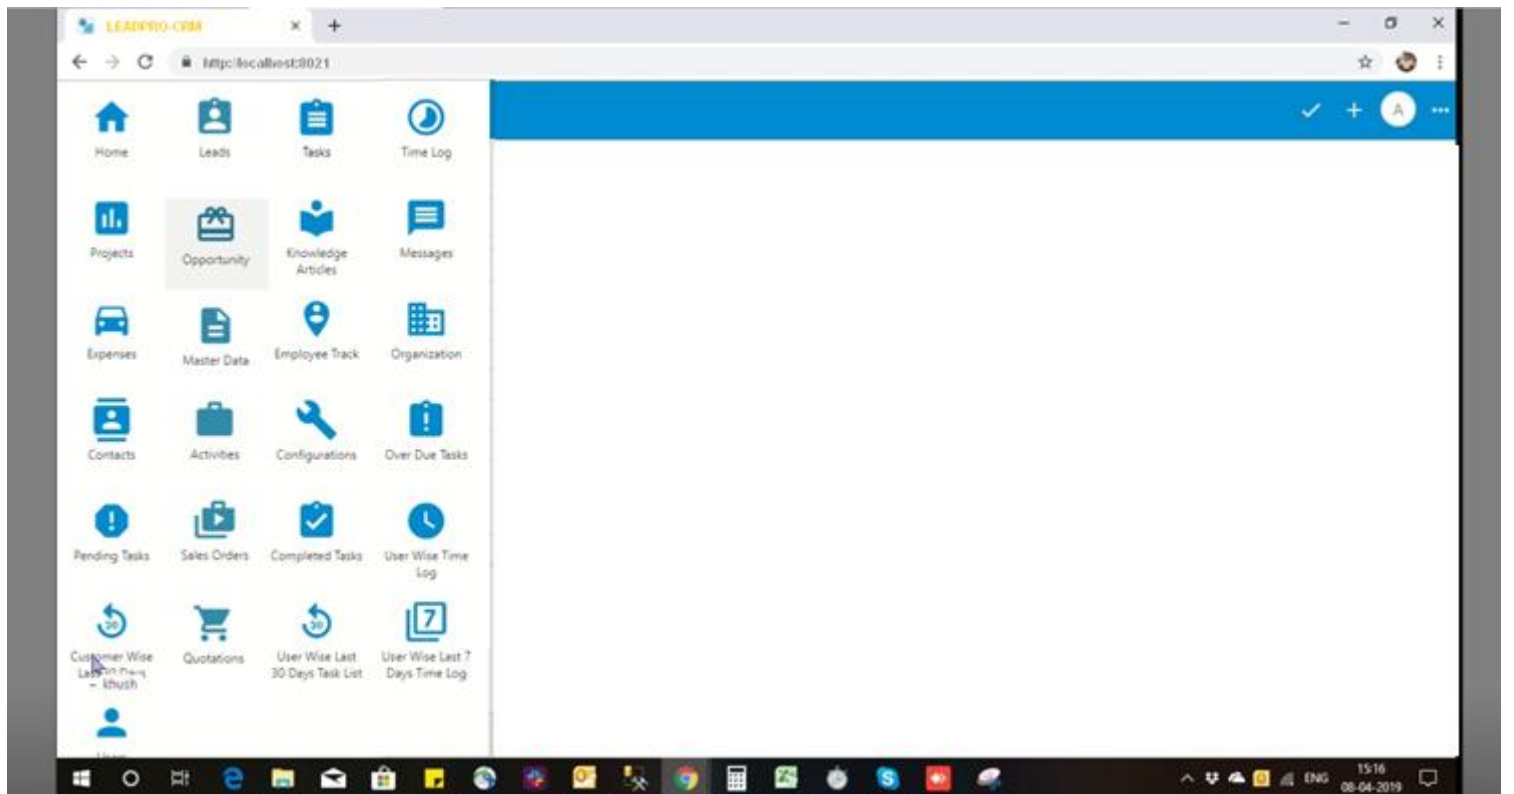 LEADPRO-CRM
http:localhost:8021
A
Home
Leads
Tasks
Time Log
Projects
Opportunity
Knowledge
Articles
Messages
Expenses
Master Data
Employee Track
Organization
Contacts
Activities
Configurations
Over Due Tasks
Pending Tasks
Sales Orders
Completed Tasks
User Wise Time
Log
30
30
7
Customer Wise
Quotations
User Wise Last
30 Days Task List
User Wise Last 7
Days Time Log
- khush
ENG
15:16
08-04-2019